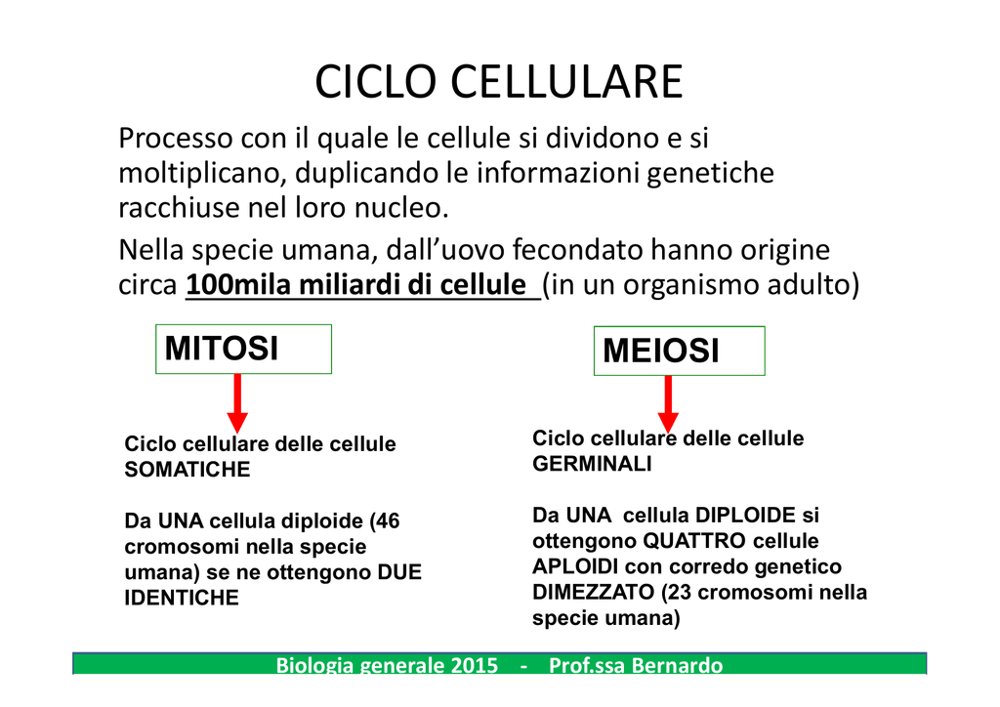 CICLO CELLULARE
Processo con il quale le cellule si dividono e si
moltiplicano, duplicando le informazioni genetiche
racchiuse nel loro nucleo.
Nella specie umana, dall’uovo fecondato hanno origine
circa 100mila miliardi di cellule (in un organismo adulto)
MITOSI
Ciclo cellulare delle cellule
SOMATICHE
Da UNA cellula diploide (46
cromosomi nella specie
umana) se ne ottengono DUE
IDENTICHE
MEIOSI
Ciclo cellulare delle cellule
GERMINALI
Da UNA cellula DIPLOIDE si
ottengono QUATTRO cellule
APLOIDI con corredo genetico
DIMEZZATO (23 cromosomi nella
specie umana)
Biologia generale 2015 - Prof.ssa Bernardo